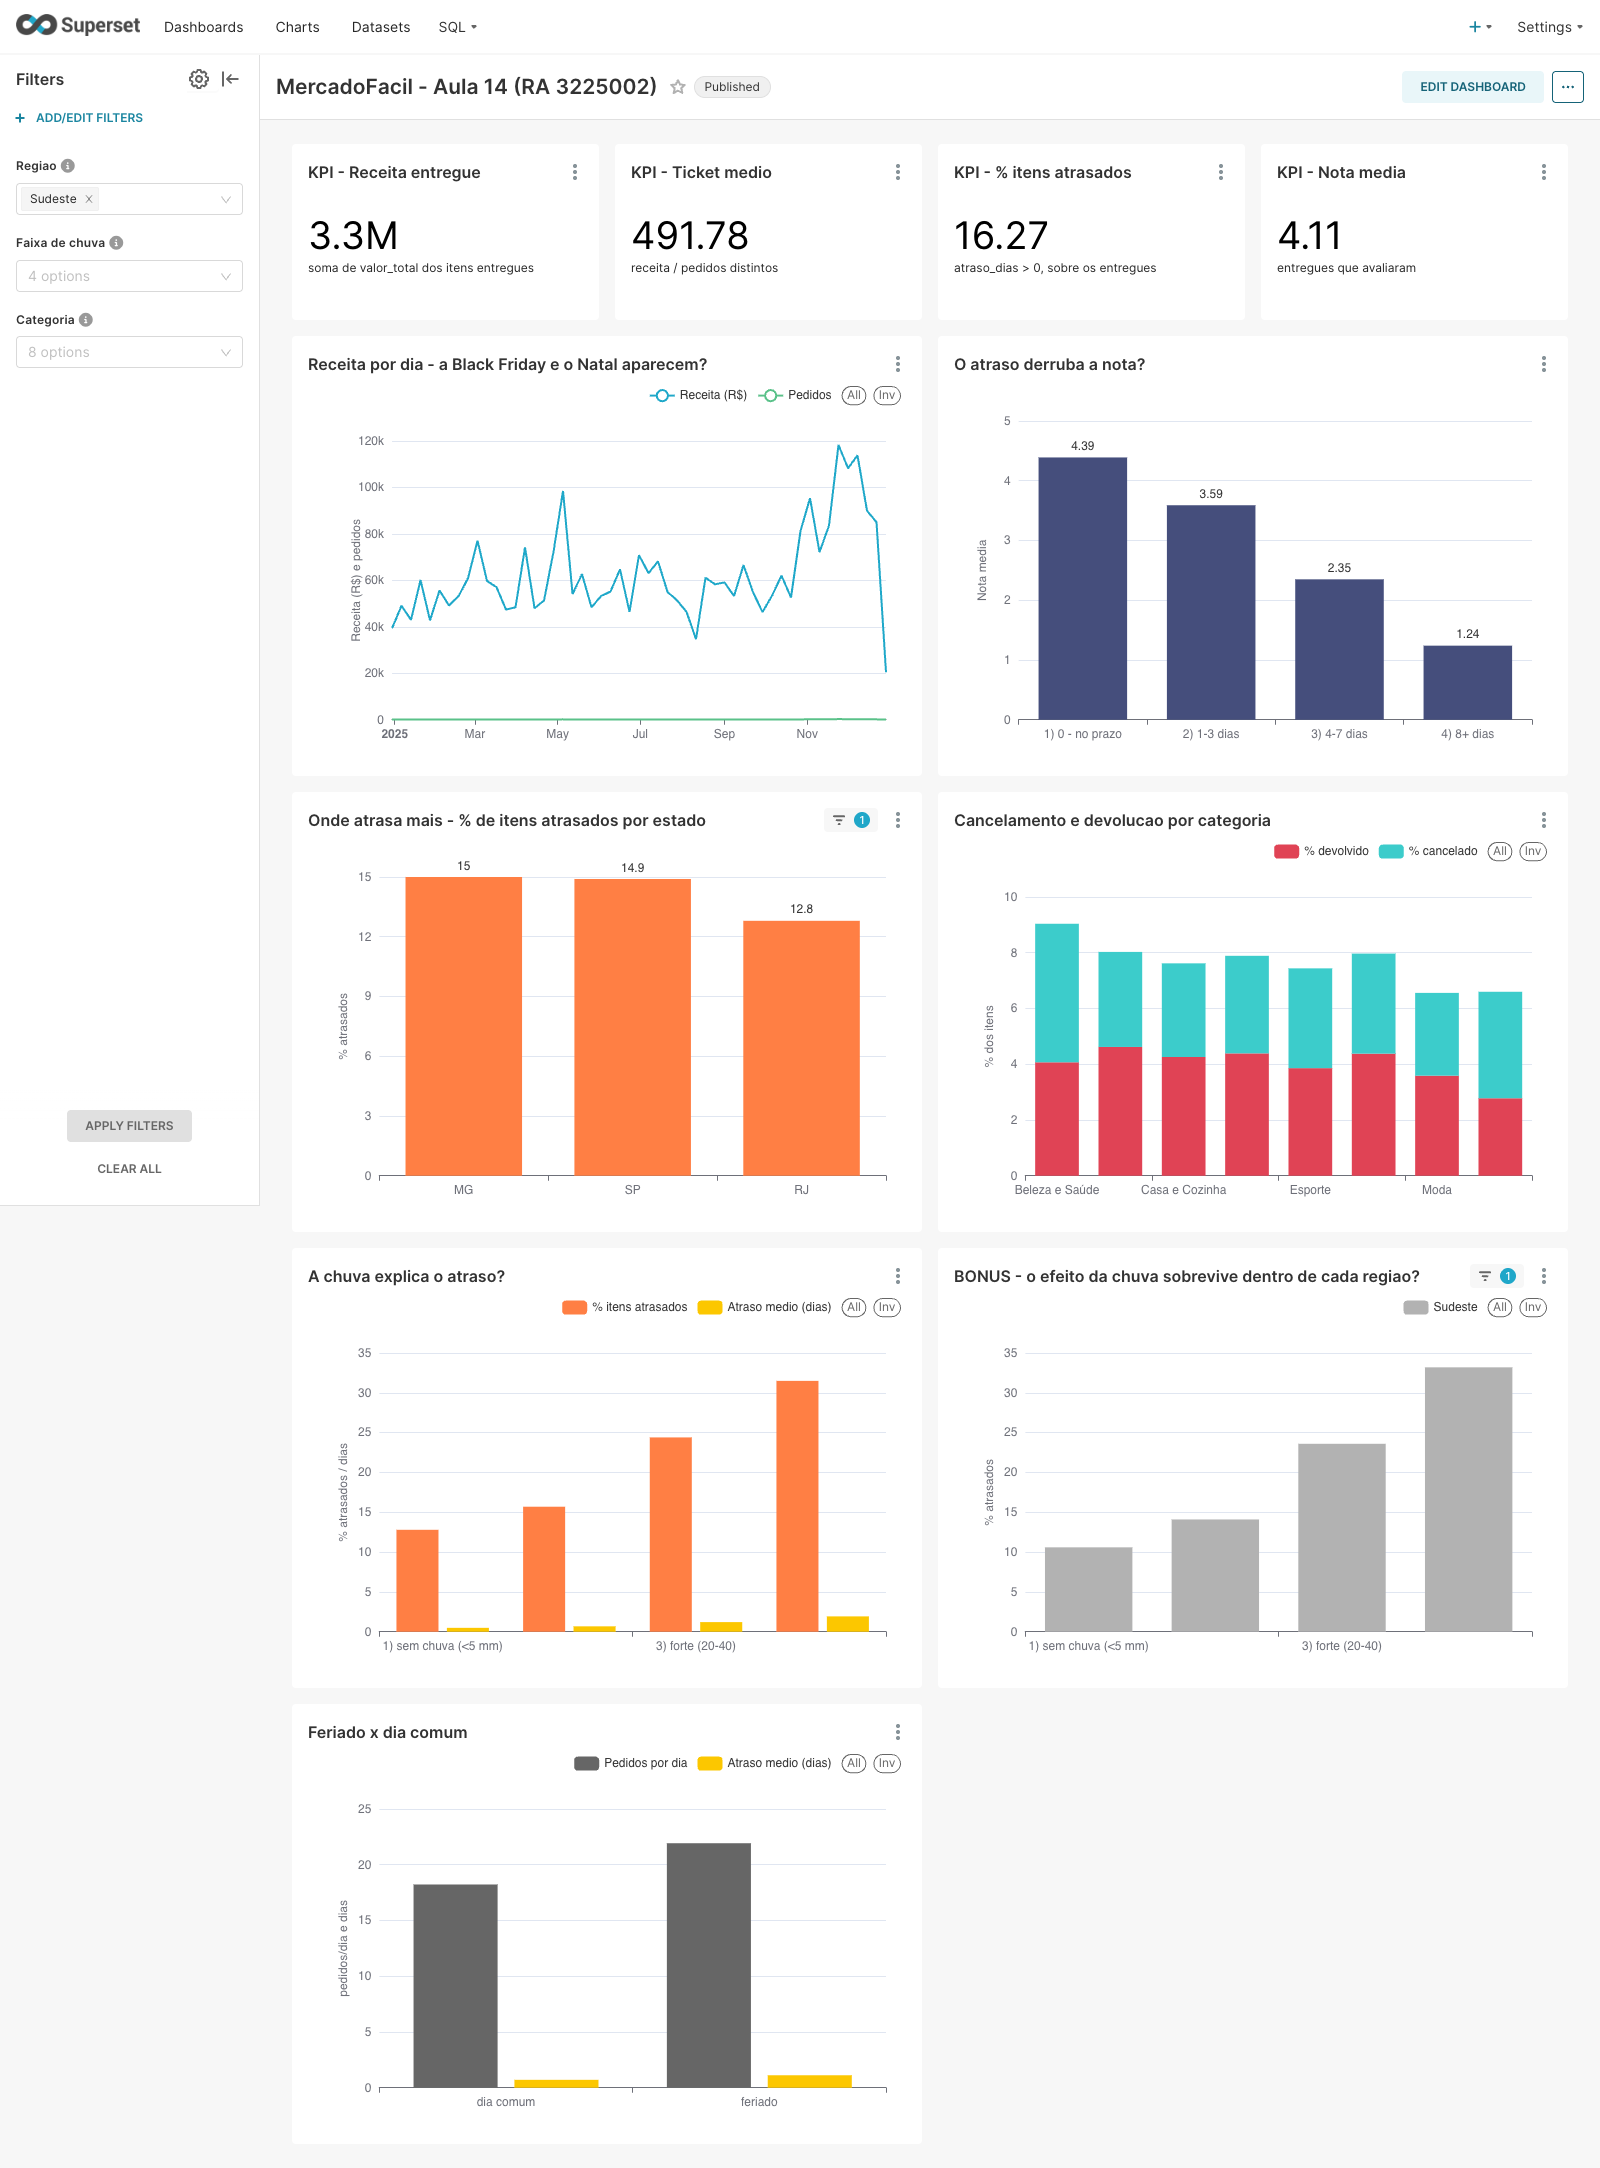 Superset
Dashboards
Charts
Datasets
SQL
+
Settings
Filters
+ ADD/EDIT FILTERS
Regiao
Sudeste
Faixa de chuva
4 options
Categoria
8 options
APPLY FILTERS
CLEAR ALL
MercadoFacil - Aula 14 (RA 3225002)
Published
EDIT DASHBOARD
KPI - Receita entregue
3.3M
soma de valor_total dos itens entregues
KPI - Ticket medio
491.78
receita / pedidos distintos
KPI - % itens atrasados
16.27
atraso_dias > 0, sobre os entregues
KPI - Nota media
4.11
entregues que avaliaram
Receita por dia - a Black Friday e o Natal aparecem?
Receita (R$)
Pedidos
All
Inv
Receita (R$) e pedidos
120k
100k
80k
60k
40k
20k
0
2025
Mar
May
Jul
Sep
Nov
O atraso derruba a nota?
Nota media
5
4
3
2
1
0
4.39
3.59
2.35
1.24
1) 0 - no prazo
2) 1-3 dias
3) 4-7 dias
4) 8+ dias
Onde atrasa mais - % de itens atrasados por estado
1
% atrasados
15
12
9
6
3
0
15
14.9
12.8
MG
SP
RJ
Cancelamento e devolucao por categoria
% devolvido
% cancelado
All
Inv
% dos itens
10
8
6
4
2
0
Beleza e Saúde
Casa e Cozinha
Esporte
Moda
A chuva explica o atraso?
% itens atrasados
Atraso medio (dias)
All
Inv
% atrasados / dias
35
30
25
20
15
10
5
0
1) sem chuva (<5 mm)
3) forte (20-40)
BONUS - o efeito da chuva sobrevive dentro de cada regiao?
1
Sudeste
All
Inv
% atrasados
35
30
25
20
15
10
5
0
1) sem chuva (<5 mm)
3) forte (20-40)
Feriado x dia comum
Pedidos por dia
Atraso medio (dias)
All
Inv
pedidos/dia e dias
25
20
15
10
5
0
dia comum
feriado